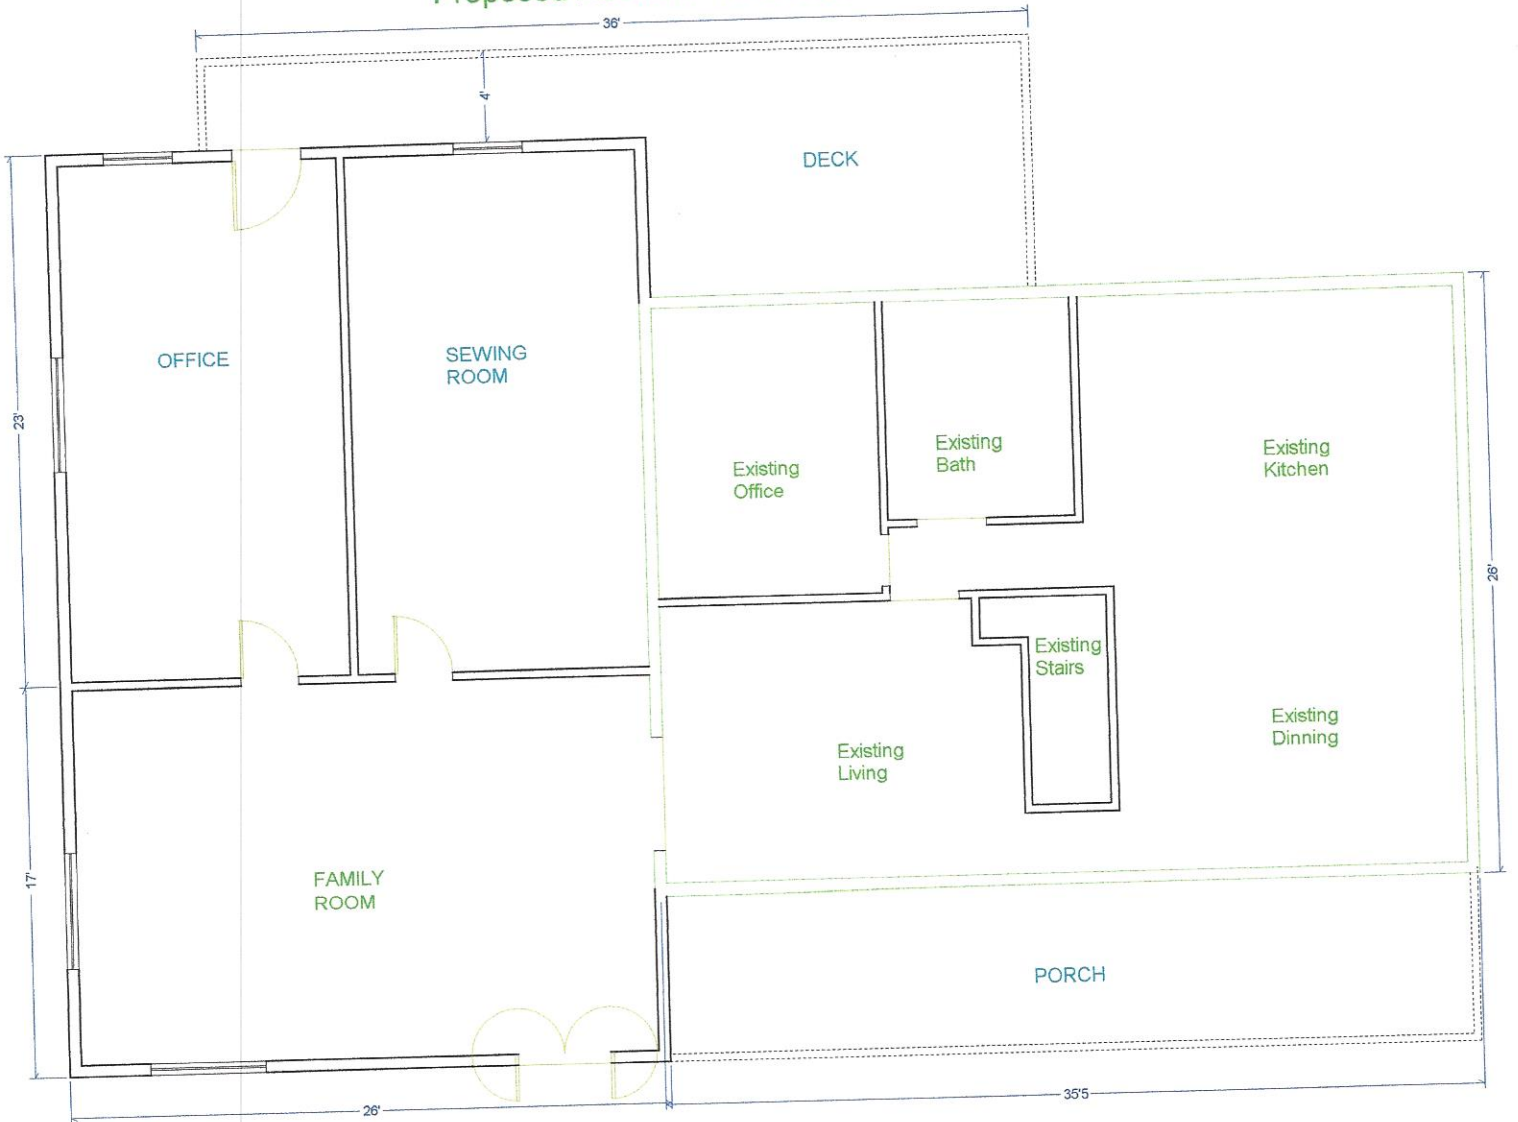 Proposed
36'
4'
DECK
OFFICE
SEWING
ROOM
23'
Existing
Office
Existing
Bath
Existing
Kitchen
26'
Existing
Stairs
Existing
Living
Existing
Dinning
17'
FAMILY
ROOM
PORCH
26'
35'5